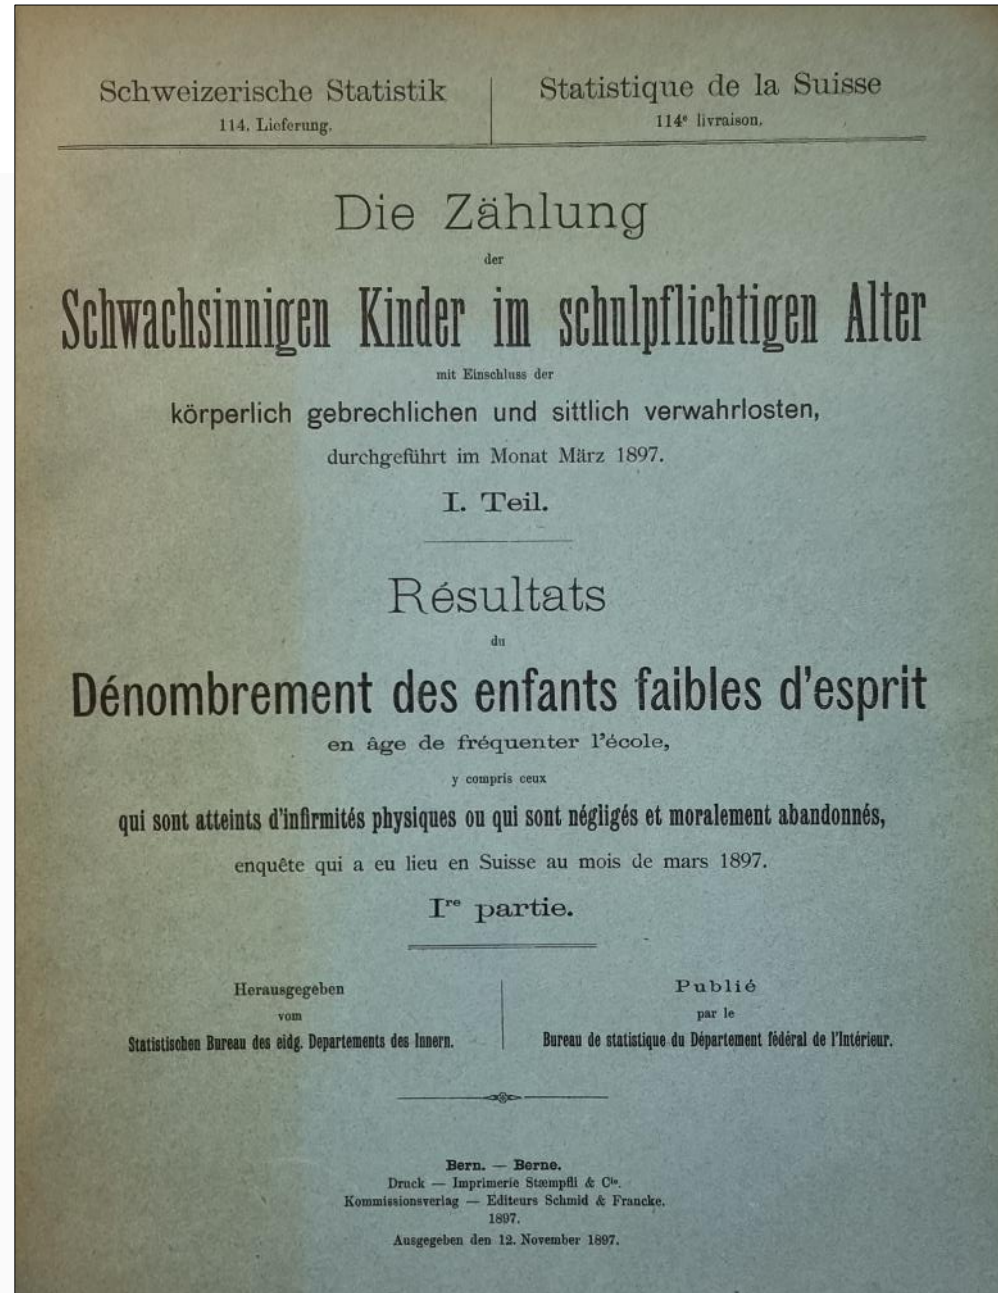 Schweizerische Statistik
114. Lieferung.
Statistique de la Suisse
114e livraison.
Die Zählung
der
Schwachsinnigen Kinder im schulpflichtigen Alter
mit Einschluss der
körperlich gebrechlichen und sittlich verwahrlosten,
durchgeführt im Monat März 1897.
I. Teil.
Résultats
du
Dénombrement des enfants faibles d'esprit
en âge de fréquenter l'école,
y compris ceux
qui sont atteints d'infirmités physiques ou qui sont négligés et moralement abandonnés,
enquête qui a eu lieu en Suisse au mois de mars 1897.
Ire partie.
Herausgegeben
vom
Statistischen Bureau des eidg. Departements des Innern.
Publié
par le
Bureau de statistique du Département fédéral de l'Intérieur.
Bern. — Berne.
Druck — Imprimerie Stæmpfli & Cie.
Kommissionsverlag — Editeurs Schmid & Francke.
1897.
Ausgegeben den 12. November 1897.